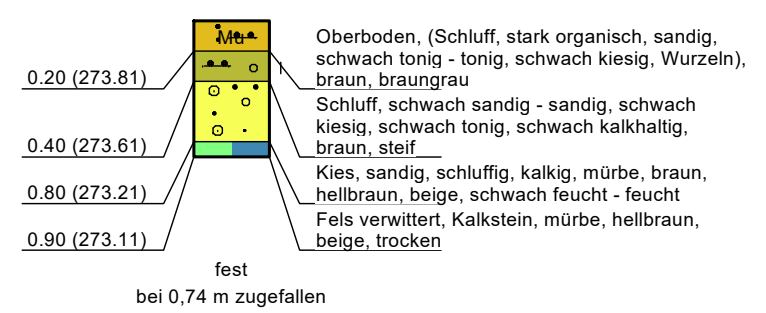 Mu
Oberboden, (Schluff, stark organisch, sandig,
schwach tonig - tonig, schwach kiesig, Wurzeln),
braun, braungrau
0.20 (273.81)
Schluff, schwach sandig - sandig, schwach
kiesig, schwach tonig, schwach kalkhaltig,
braun, steif
0.40 (273.61)
Kies, sandig, schluffig, kalkig, mürbe, braun,
hellbraun, beige, schwach feucht - feucht
0.80 (273.21)
Fels verwittert, Kalkstein, mürbe, hellbraun,
beige, trocken
0.90 (273.11)
fest
bei 0,74 m zugefallen